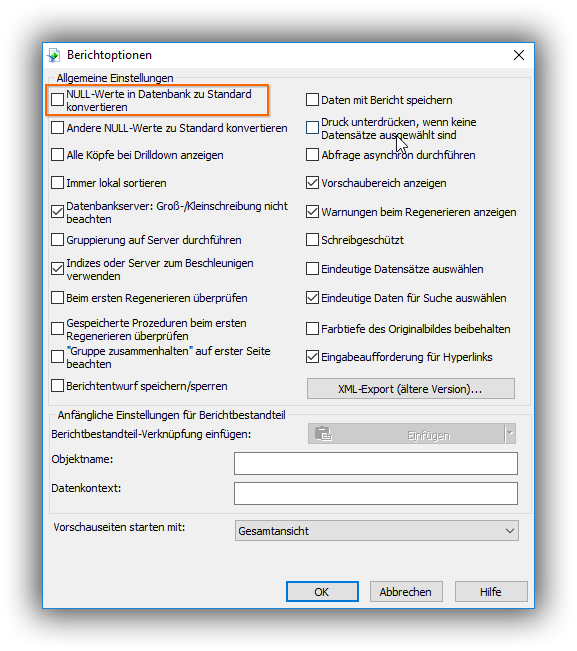 Berichtoptionen
Allgemeine Einstellungen
NULL-Werte in Datenbank zu Standard
konvertieren
Andere NULL-Werte zu Standard konvertieren
Alle Köpfe bei Drilldown anzeigen
Immer lokal sortieren
Datenbankserver: Groß-/Kleinschreibung nicht
beachten
Gruppierung auf Server durchführen
Indizes oder Server zum Beschleunigen
verwenden
Beim ersten Regenerieren überprüfen
Gespeicherte Prozeduren beim ersten
Regenerieren überprüfen
"Gruppe zusammenhalten" auf erster Seite
beachten
Berichtentwurf speichern/sperren
Daten mit Bericht speichern
Druck unterdrücken, wenn keine
Datensätze ausgewählt sind
Abfrage asynchron durchführen
Vorschaubereich anzeigen
Warnungen beim Regenerieren anzeigen
Schreibgeschützt
Eindeutige Datensätze auswählen
Eindeutige Daten für Suche auswählen
Farbtiefe des Originalbildes beibehalten
Eingabeaufforderung für Hyperlinks
XML-Export (ältere Version)...
Anfängliche Einstellungen für Berichtbestandteil
Berichtbestandteil-Verknüpfung einfügen:
Einfügen
Objektname:
Datenkontext:
Vorschauseiten starten mit:
Gesamtansicht
OK
Abbrechen
Hilfe